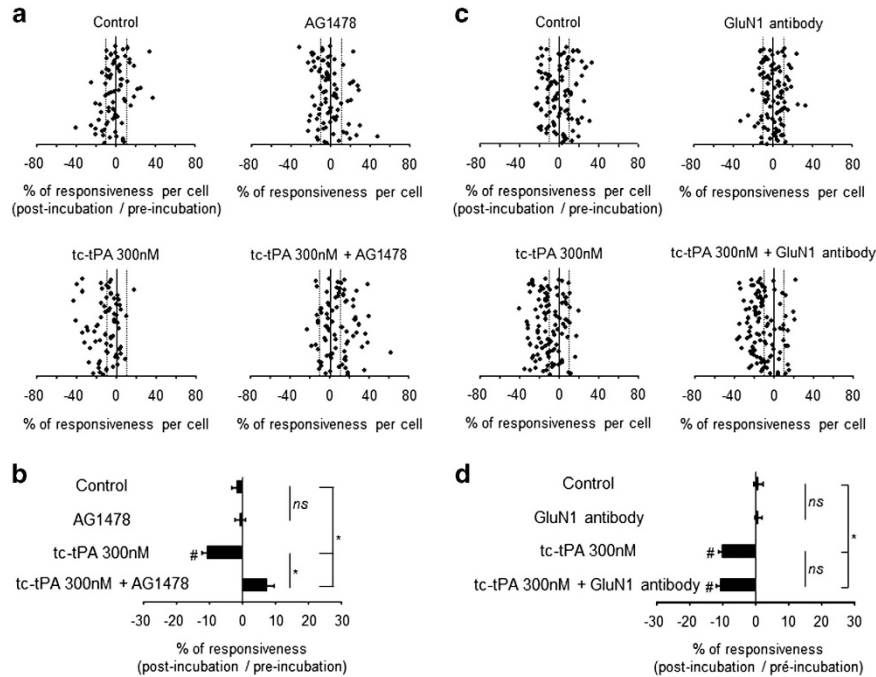 a
Control
AG1478
-80 -40 0 40 80
-80 -40 0 40 80
% of responsiveness per cell
(post-incubation / pre-incubation)
% of responsiveness per cell
tc-tPA 300nM
tc-tPA 300nM + AG1478
-80 -40 0 40 80
-80 -40 0 40 80
% of responsiveness per cell
% of responsiveness per cell
c
Control
GluN1 antibody
-80 -40 0 40 80
-80 -40 0 40 80
% of responsiveness per cell
(post-incubation / pre-incubation)
% of responsiveness per cell
tc-tPA 300nM
tc-tPA 300nM + GluN1 antibody
-80 -40 0 40 80
-80 -40 0 40 80
% of responsiveness per cell
% of responsiveness per cell
b
Control
AG1478
ns
tc-tPA 300nM
#
*
tc-tPA 300nM + AG1478
*
-30 -20 -10 0 10 20 30
% of responsiveness
(post-incubation / pre-incubation)
d
Control
GluN1 antibody
ns
tc-tPA 300nM
#
*
tc-tPA 300nM + GluN1 antibody
#
ns
-30 -20 -10 0 10 20 30
% of responsiveness
(post-incubation / pré-incubation)